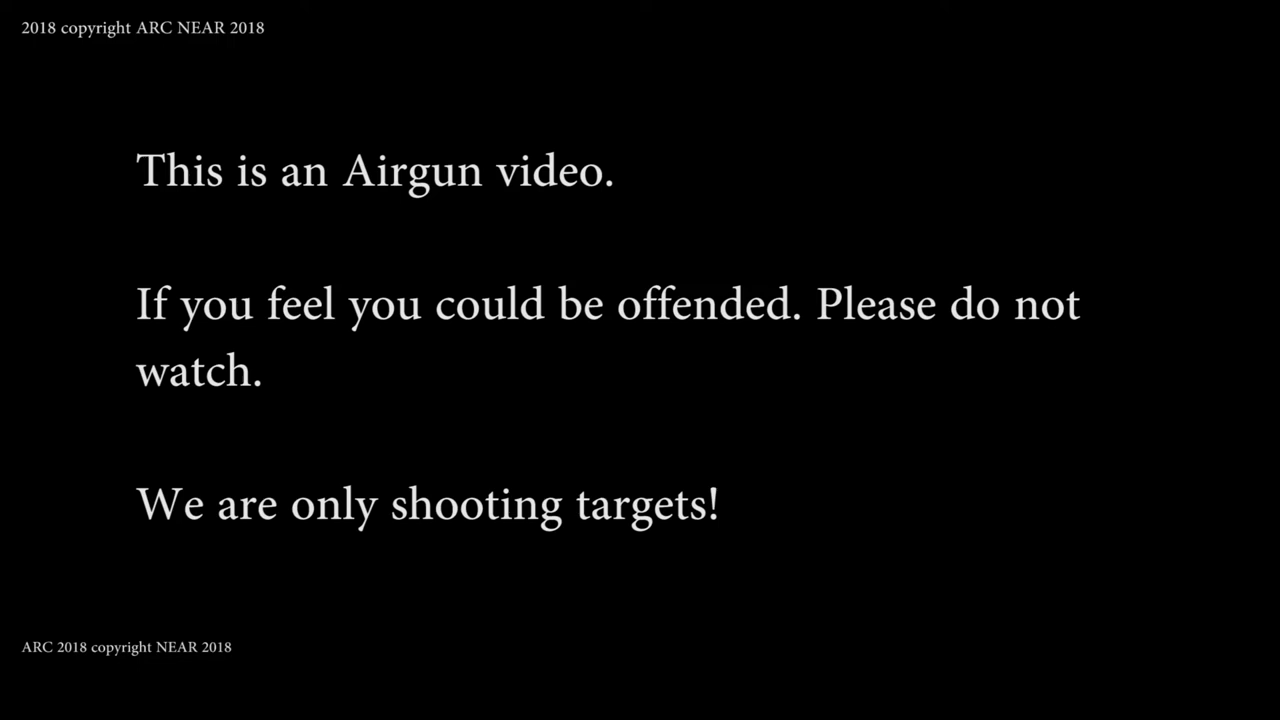 2018 copyright ARC NEAR 2018
This is an Airgun video.
If you feel you could be offended. Please do not
watch.
We are only shooting targets!
ARC 2018 copyright NEAR 2018